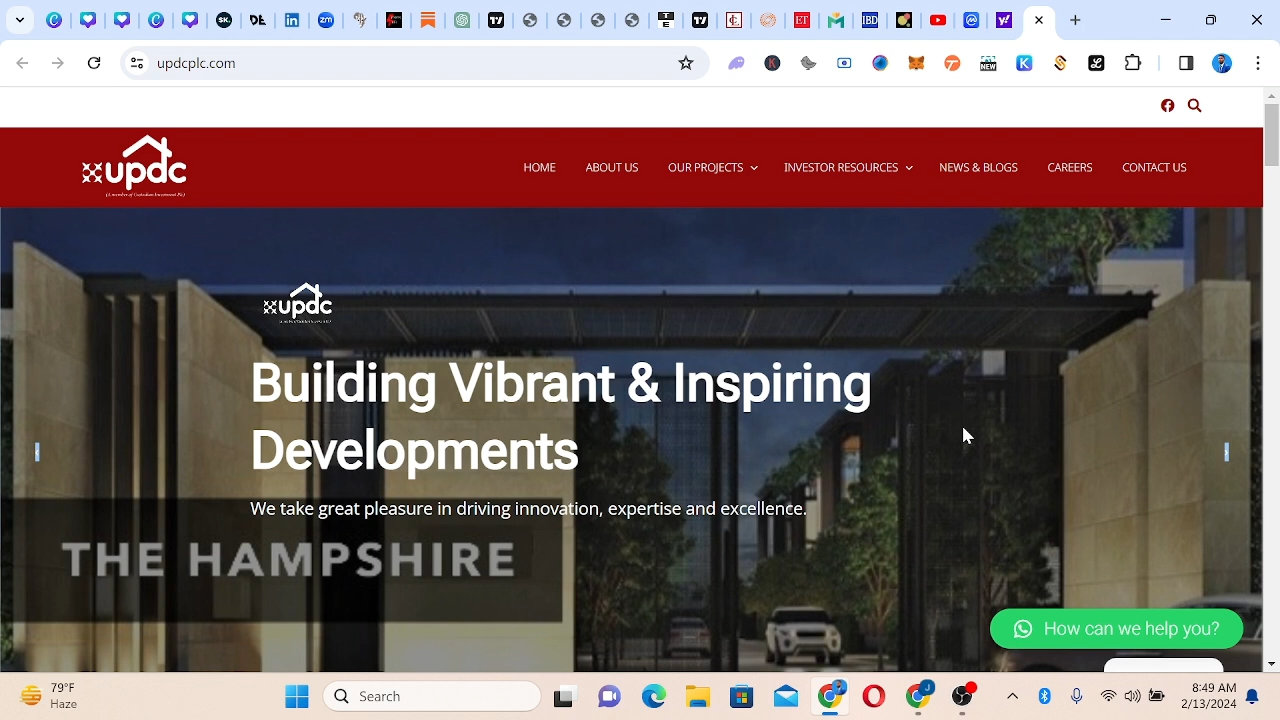 updcplc.com
updc
HOME ABOUT US OUR PROJECTS INVESTOR RESOURCES NEWS & BLOGS CAREERS CONTACT US
updc
Building Vibrant & Inspiring
Developments
We take great pleasure in driving innovation, expertise and excellence.
THE HAMPSHIRE
How can we help you?
79°F
Haze
Search
8:49 AM
2/13/2024